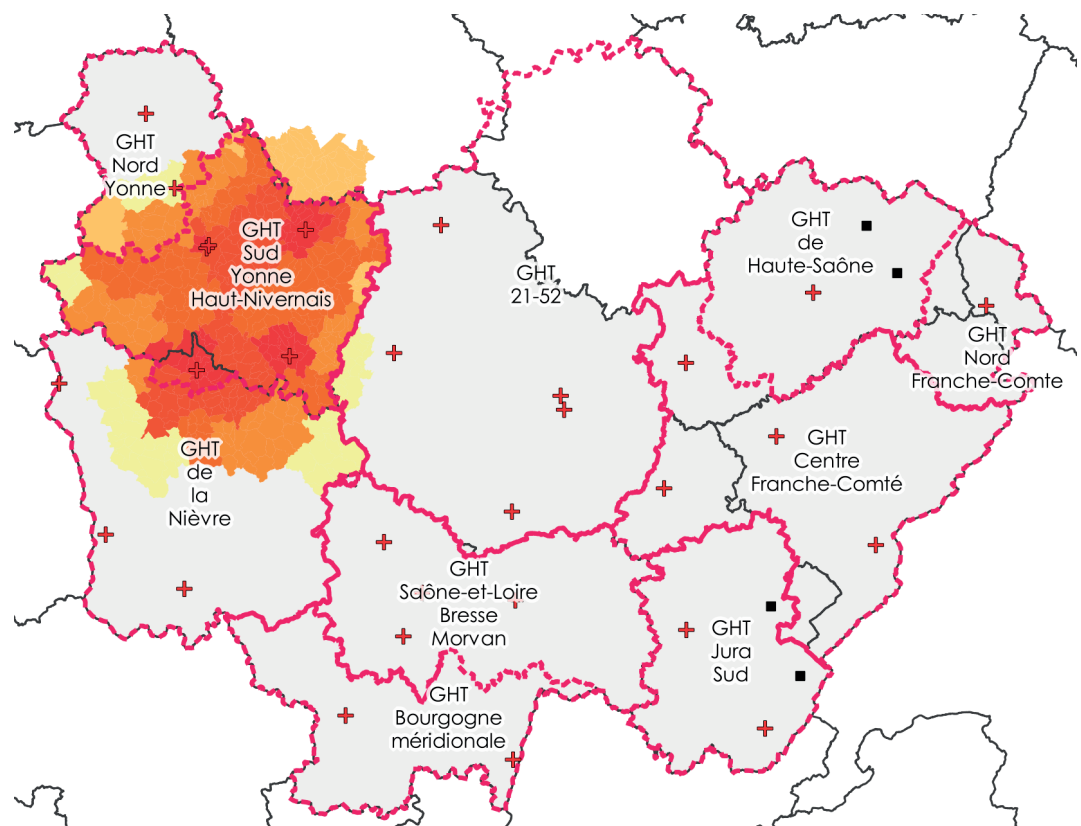 GHT
Nord
Yonne
GHT
Sud
Yonne
Haut-Nivernais
GHT
21-52
GHT
de
Haute-Saône
GHT
Nord
Franche-Comte
GHT
Centre
Franche-Comté
GHT
de
la
Nièvre
GHT
Saône-et-Loire
Bresse
Morvan
GHT
Jura
Sud
GHT
Bourgogne
méridionale